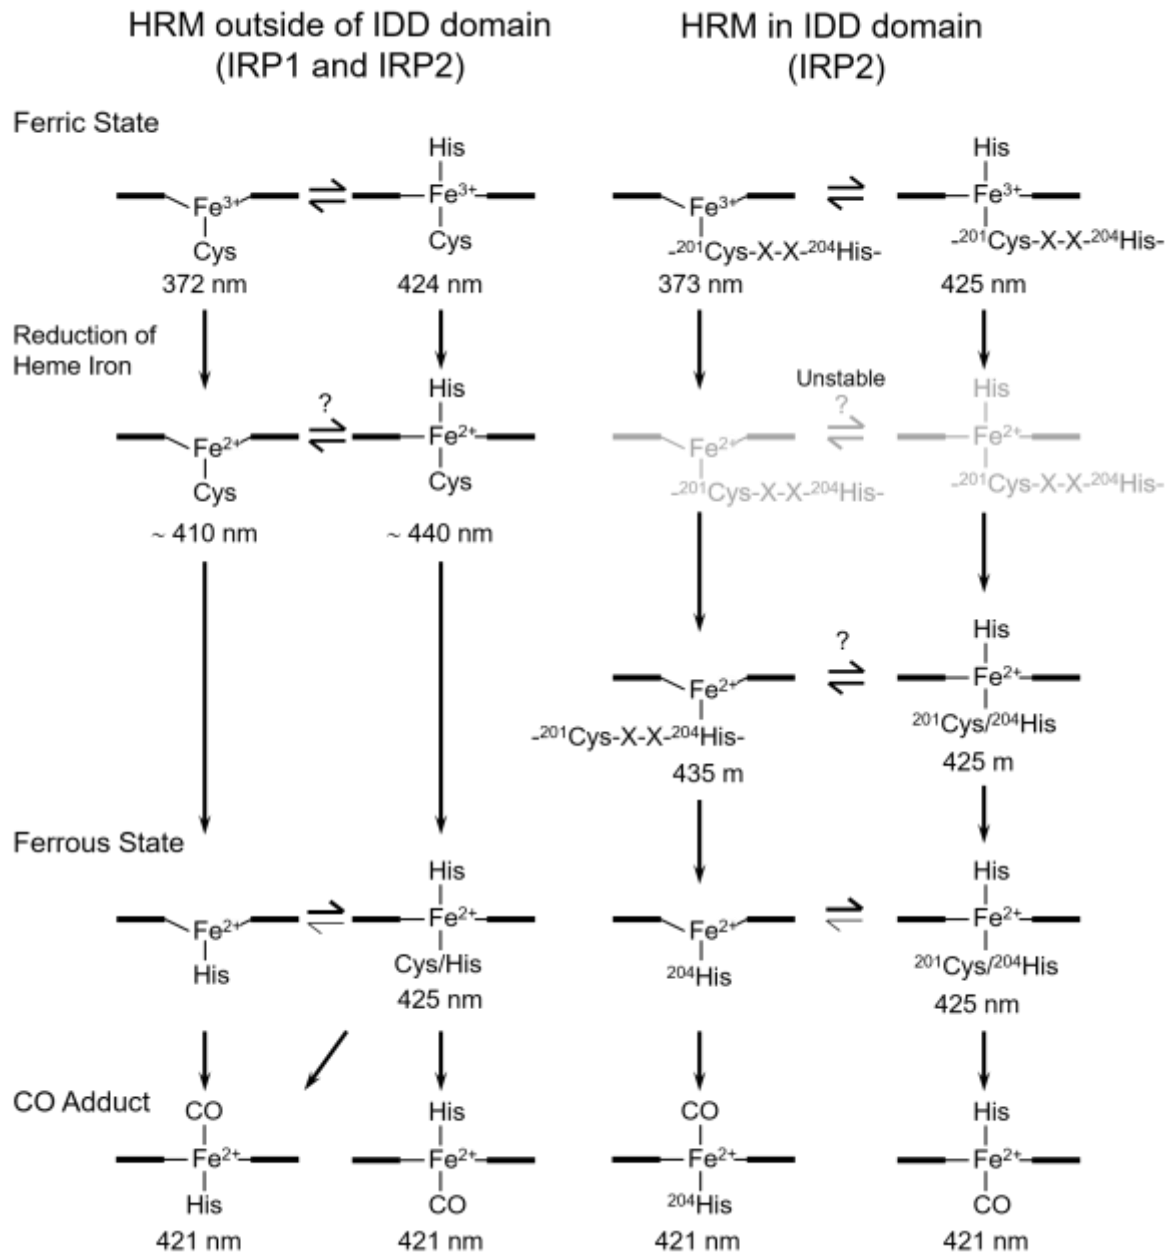 HRM outside of IDD domain
(IRP1 and IRP2)
HRM in IDD domain
(IRP2)
Ferric State
His
His
Fe³⁺
Fe³⁺
Fe³⁺
Fe³⁺
Cys
Cys
-²⁰¹Cys-X-X-²⁰⁴His-
-²⁰¹Cys-X-X-²⁰⁴His-
372 nm
424 nm
373 nm
425 nm
Reduction of
Heme Iron
His
?
Unstable
?
His
Fe²⁺
Fe²⁺
Fe²⁺
Fe²⁺
Cys
Cys
-²⁰¹Cys-X-X-²⁰⁴His-
-²⁰¹Cys-X-X-²⁰⁴His-
~ 410 nm
~ 440 nm
?
His
Fe²⁺
Fe²⁺
-²⁰¹Cys-X-X-²⁰⁴His-
²⁰¹Cys/²⁰⁴His
435 m
425 m
Ferrous State
His
His
Fe²⁺
Fe²⁺
Fe²⁺
Fe²⁺
His
Cys/His
²⁰⁴His
²⁰¹Cys/²⁰⁴His
425 nm
425 nm
CO Adduct
CO
His
CO
His
Fe²⁺
Fe²⁺
Fe²⁺
Fe²⁺
His
CO
²⁰⁴His
CO
421 nm
421 nm
421 nm
421 nm